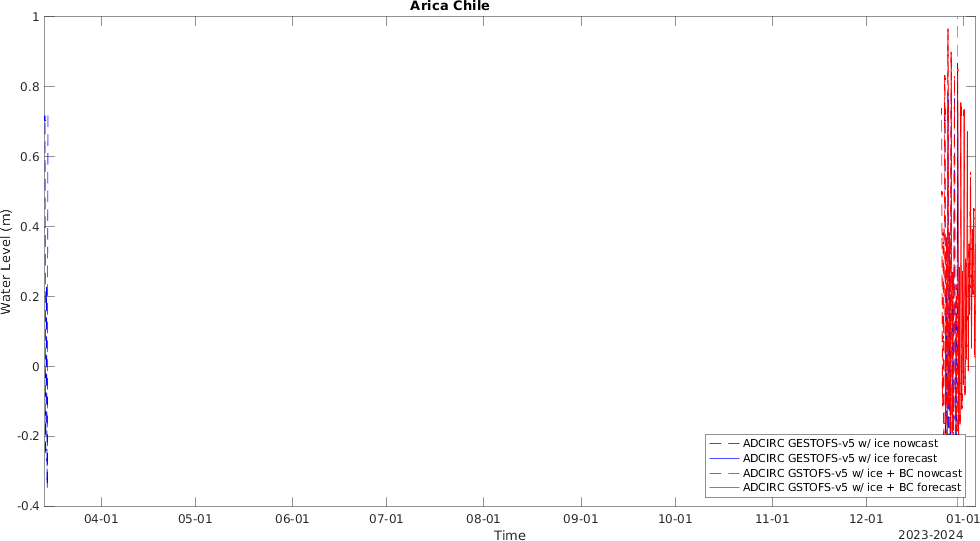 Arica Chile
Water Level (m)
1
0.8
0.6
0.4
0.2
0
-0.2
-0.4
ADCIRC GESTOFS-v5 w/ ice nowcast
ADCIRC GESTOFS-v5 w/ ice forecast
ADCIRC GSTOFS-v5 w/ ice + BC nowcast
ADCIRC GSTOFS-v5 w/ ice + BC forecast
04-01 05-01 06-01 07-01 08-01 09-01 10-01 11-01 12-01 01-01
Time
2023-2024